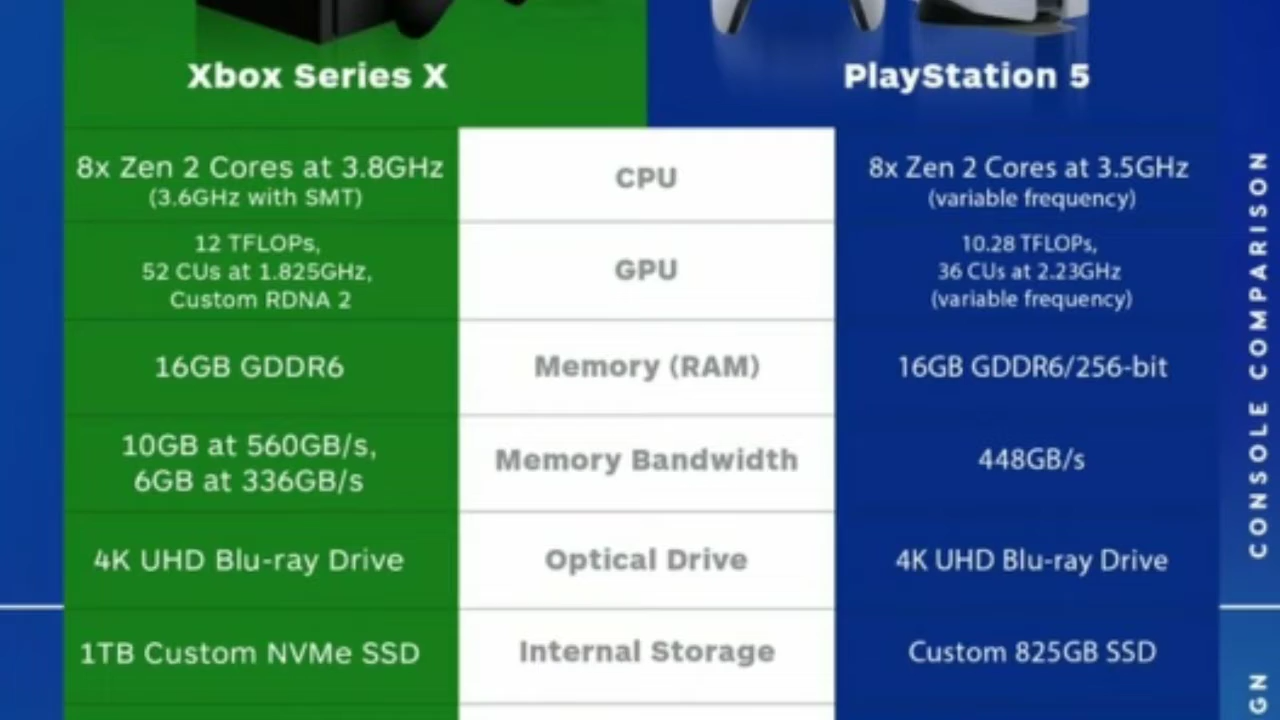 Xbox Series X
PlayStation 5
8x Zen 2 Cores at 3.8GHz
(3.6GHz with SMT)
CPU
8x Zen 2 Cores at 3.5GHz
(variable frequency)
12 TFLOPs,
52 CUs at 1.825GHz,
Custom RDNA 2
GPU
10.28 TFLOPs,
36 CUs at 2.23GHz
(variable frequency)
16GB GDDR6
Memory (RAM)
16GB GDDR6/256-bit
10GB at 560GB/s,
6GB at 336GB/s
Memory Bandwidth
448GB/s
4K UHD Blu-ray Drive
Optical Drive
4K UHD Blu-ray Drive
1TB Custom NVMe SSD
Internal Storage
Custom 825GB SSD
CONSOLE COMPARISON